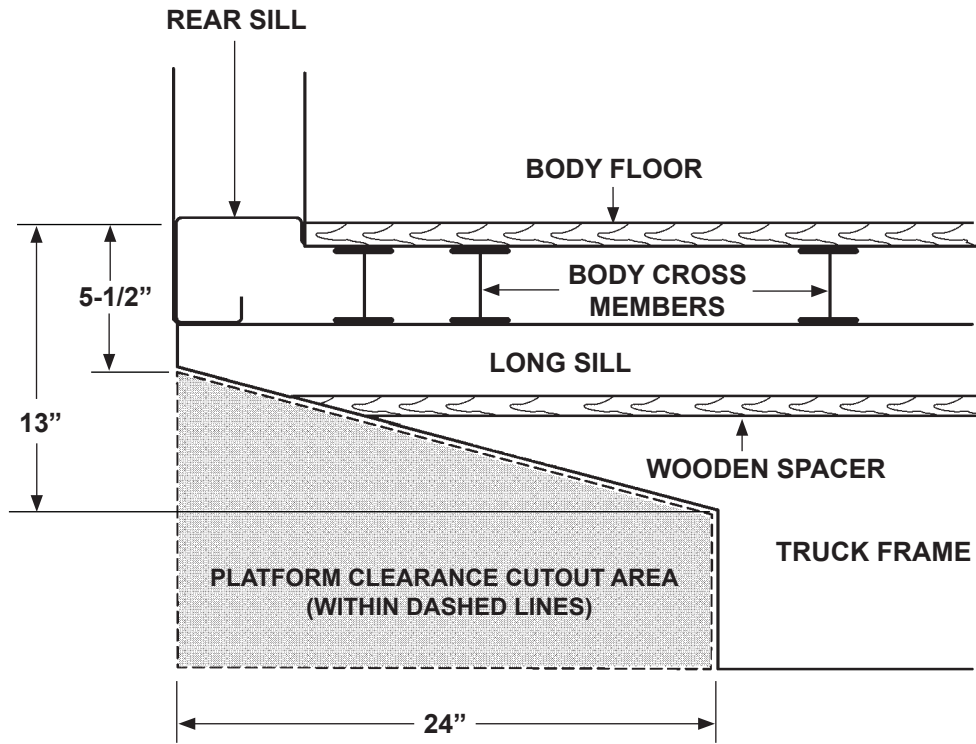 REAR SILL
BODY FLOOR
5-1/2”
BODY CROSS
MEMBERS
LONG SILL
13”
WOODEN SPACER
TRUCK FRAME
PLATFORM CLEARANCE CUTOUT AREA
(WITHIN DASHED LINES)
24”